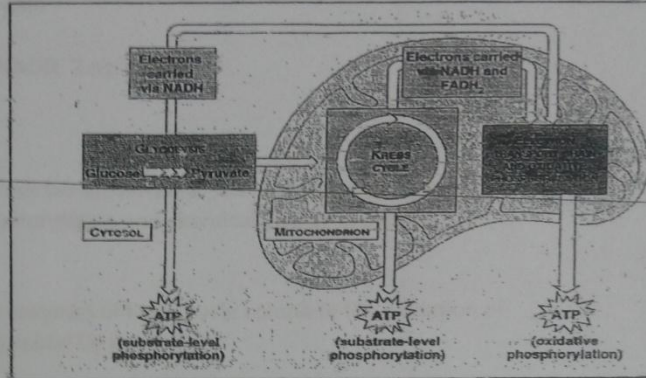 Electrons
carried
via NADH
Electrons carried
via NADH and
FADH₂
GLYCOLYSIS
Glucose Pyruvate
KREBS
CYCLE
CYTOSOL
MITOCHONDRION
ATP
(substrate-level
phosphorylation)
ATP
(substrate-level
phosphorylation)
ATP
(oxidative
phosphorylation)